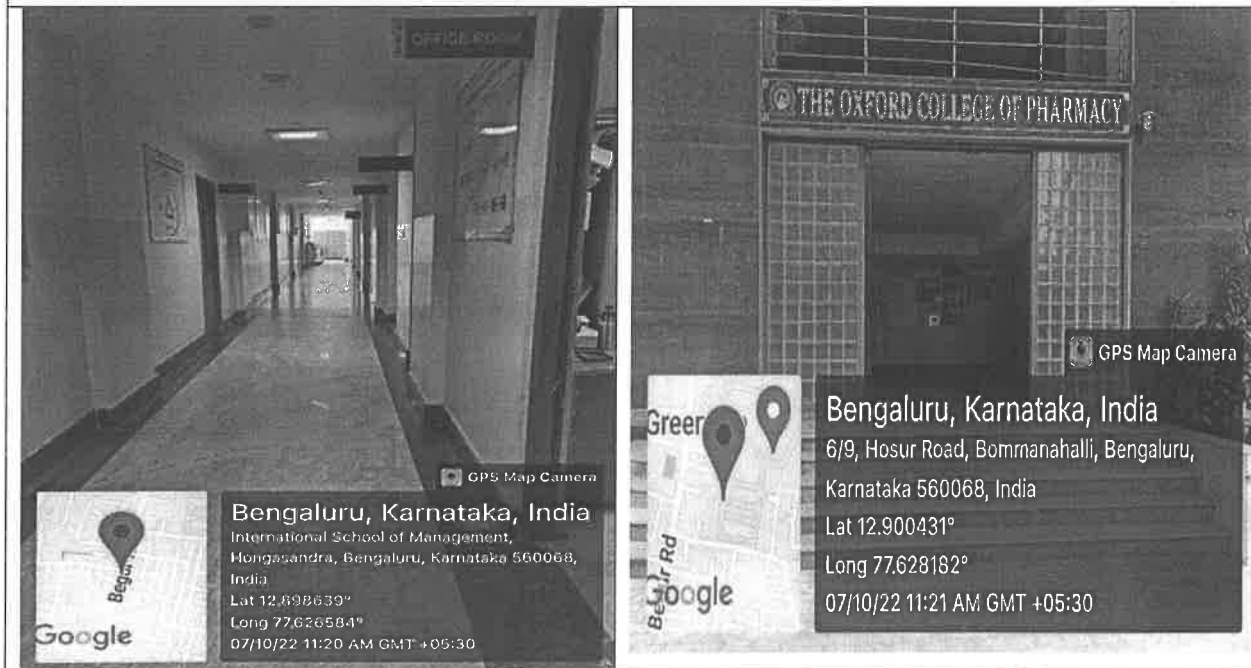 OFFICE ROOM
GPS Map Camera
Bengaluru, Karnataka, India
International School of Management,
Hongasandra, Bengaluru, Karnataka 560068,
India
Lat 12.898639°
Long 77.626584°
07/10/22 11:20 AM GMT +05:30
Google
THE OXFORD COLLEGE OF PHARMACY
GPS Map Camera
Bengaluru, Karnataka, India
6/9, Hosur Road, Bommanahalli, Bengaluru,
Karnataka 560068, India
Lat 12.900431°
Long 77.628182°
07/10/22 11:21 AM GMT +05:30
Greer
Rd
Google